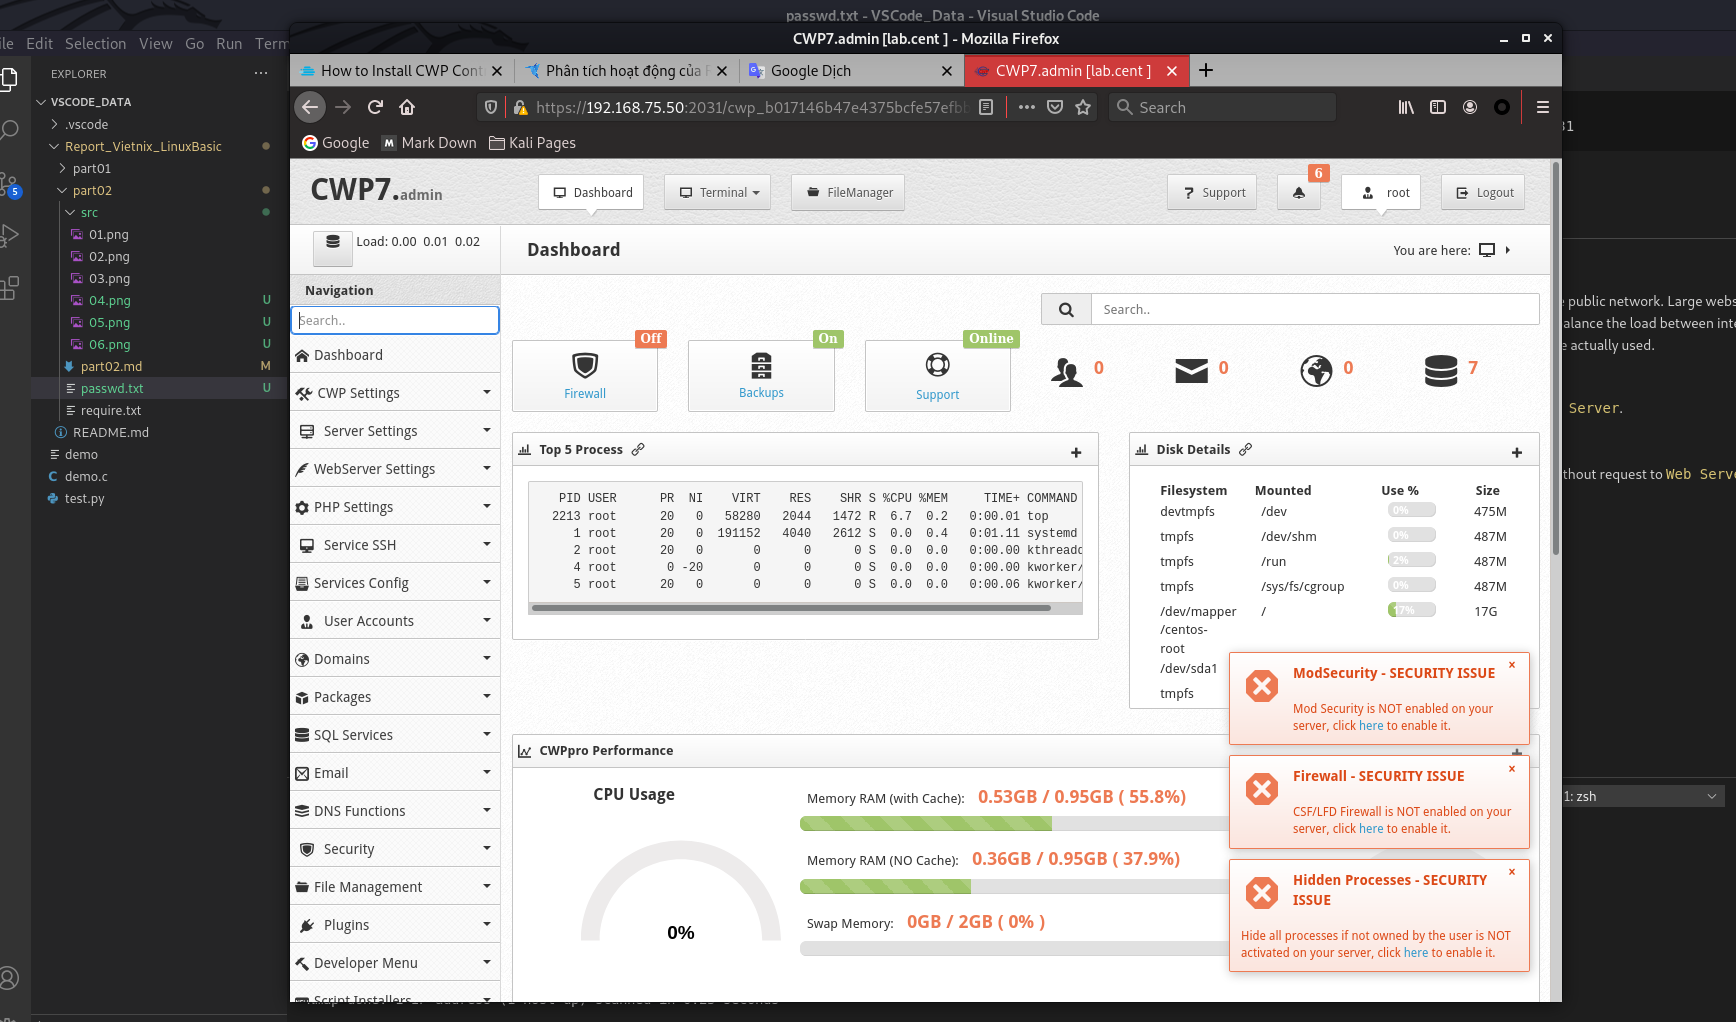 passwd.txt - VSCode_Data - Visual Studio Code
ile Edit Selection View Go Run Term
EXPLORER
VSCODE_DATA
.vscode
Report_Vietnix_LinuxBasic
part01
part02
src
01.png
02.png
03.png
04.png U
05.png U
06.png U
part02.md M
passwd.txt U
require.txt
README.md
demo
C demo.c
test.py
5
CWP7.admin [lab.cent ] - Mozilla Firefox
How to Install CWP Cont
Phân tích hoạt động của
Google Dịch
CWP7.admin [lab.cent ]
https://192.168.75.50:2031/cwp_b017146b47e4375bcfe57efbb
Search
Google
M Mark Down
Kali Pages
CWP7.admin
Dashboard
Terminal
FileManager
? Support
6
root
Logout
Load: 0.00 0.01 0.02
Dashboard
You are here:
Navigation
Search..
Dashboard
CWP Settings
Server Settings
WebServer Settings
PHP Settings
Service SSH
Services Config
User Accounts
Domains
Packages
SQL Services
Email
DNS Functions
Security
File Management
Plugins
Developer Menu
Script Installers
Search..
Off
Firewall
On
Backups
Online
Support
0
0
0
7
Top 5 Process
PID USER PR NI VIRT RES SHR S %CPU %MEM TIME+ COMMAND
2213 root 20 0 58280 2044 1472 R 6.7 0.2 0:00.01 top
1 root 20 0 191152 4040 2612 S 0.0 0.4 0:01.11 systemd
2 root 20 0 0 0 0 S 0.0 0.0 0:00.00 kthreadd
4 root 0 -20 0 0 0 S 0.0 0.0 0:00.00 kworker/
5 root 20 0 0 0 0 S 0.0 0.0 0:00.06 kworker/
Disk Details
Filesystem Mounted Use % Size
devtmpfs /dev 0% 475M
tmpfs /dev/shm 0% 487M
tmpfs /run 2% 487M
tmpfs /sys/fs/cgroup 0% 487M
/dev/mapper / 17% 17G
/centos-
root
/dev/sda1
tmpfs
CWPpro Performance
CPU Usage
0%
Memory RAM (with Cache): 0.53GB / 0.95GB ( 55.8%)
Memory RAM (NO Cache): 0.36GB / 0.95GB ( 37.9%)
Swap Memory: 0GB / 2GB ( 0% )
ModSecurity - SECURITY ISSUE
Mod Security is NOT enabled on your
server, click here to enable it.
Firewall - SECURITY ISSUE
CSF/LFD Firewall is NOT enabled on your
server, click here to enable it.
Hidden Processes - SECURITY
ISSUE
Hide all processes if not owned by the user is NOT
activated on your server, click here to enable it.
31
public network. Large webs
alance the load between inte
actually used.
Server.
thout request to Web Serve
1: zsh